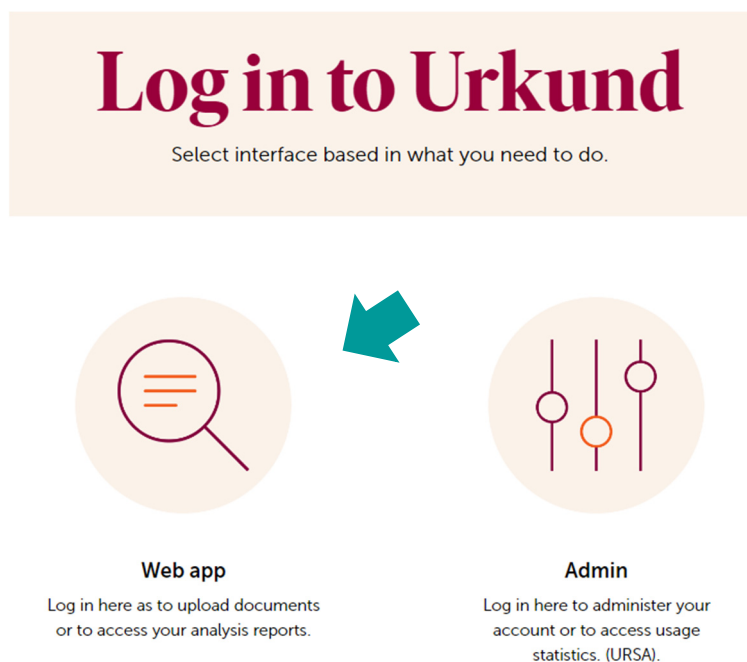 Log in to Urkund
Select interface based in what you need to do.
Web app
Log in here as to upload documents
or to access your analysis reports.
Admin
Log in here to administer your
account or to access usage
statistics. (URSA).